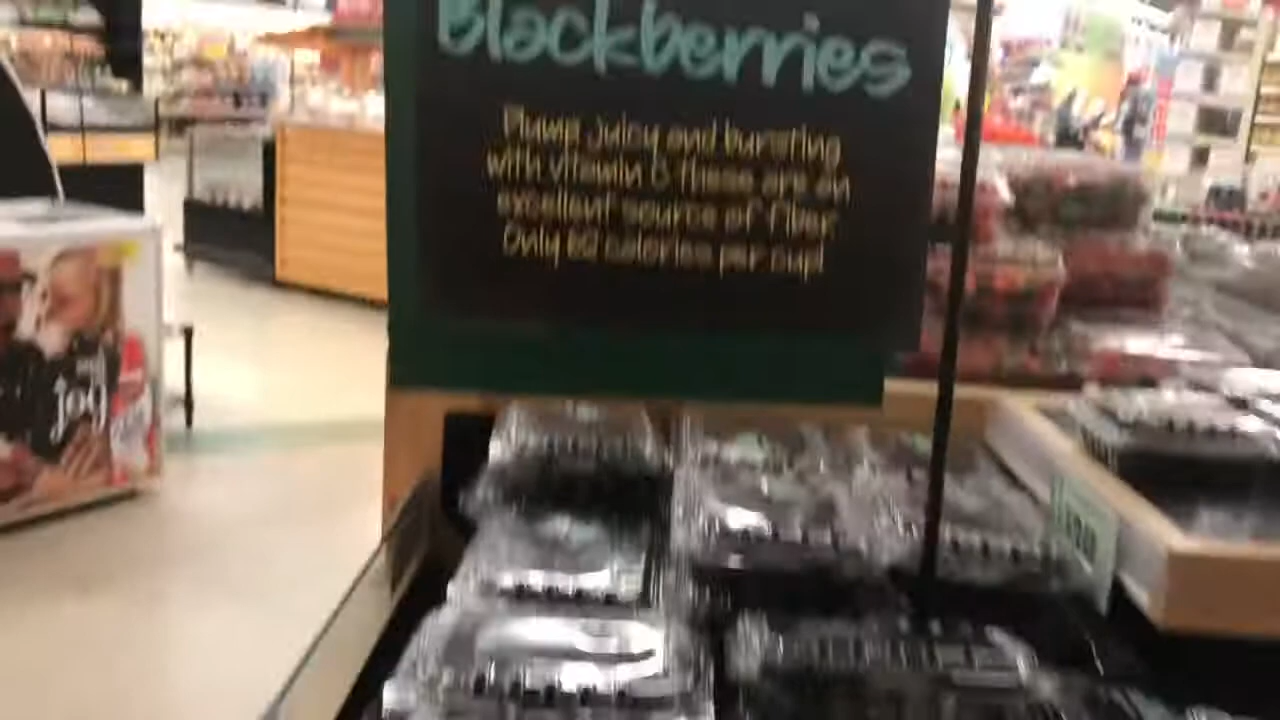 Blackberries
Plump, juicy and bursting
with vitamin C these are an
excellent source of fiber.
Only 62 calories per cup!
joy